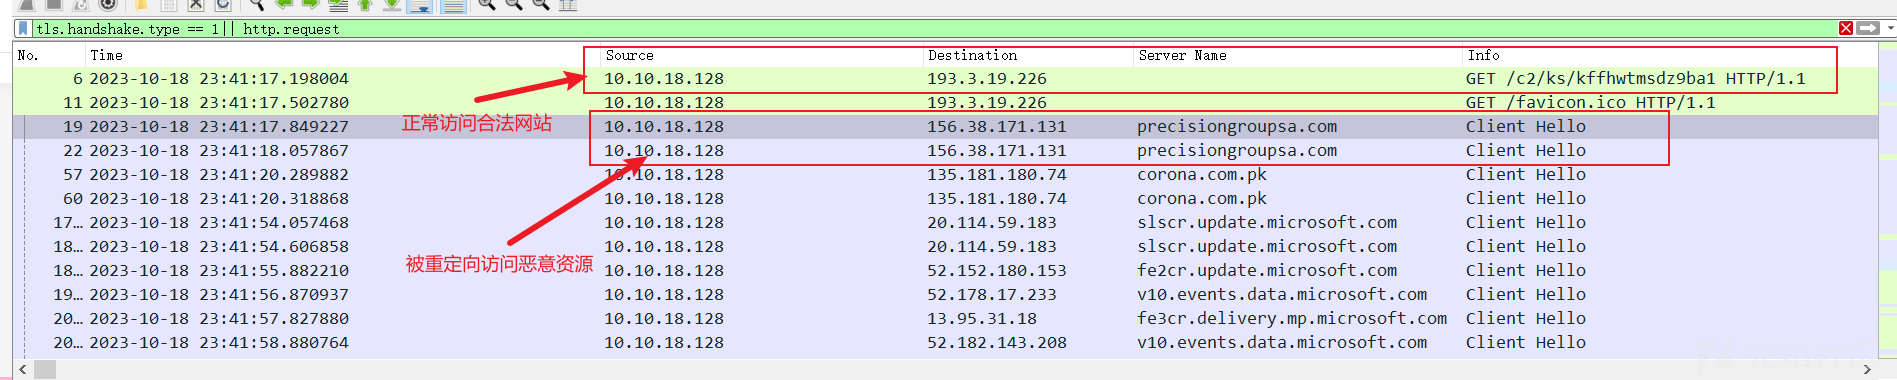 tls.handshake.type == 1|| http.request
No. Time Source Destination Server Name Info
6 2023-10-18 23:41:17.198004 10.10.18.128 193.3.19.226 GET /c2/ks/kffhwtmsdz9ba1 HTTP/1.1
11 2023-10-18 23:41:17.502780 10.10.18.128 193.3.19.226 GET /favicon.ico HTTP/1.1
正常访问合法网站
19 2023-10-18 23:41:17.849227 10.10.18.128 156.38.171.131 precisiongroupsa.com Client Hello
22 2023-10-18 23:41:18.057867 10.10.18.128 156.38.171.131 precisiongroupsa.com Client Hello
57 2023-10-18 23:41:20.289882 10.10.18.128 135.181.180.74 corona.com.pk Client Hello
60 2023-10-18 23:41:20.318868 10.10.18.128 135.181.180.74 corona.com.pk Client Hello
17… 2023-10-18 23:41:54.057468 10.10.18.128 20.114.59.183 slscr.update.microsoft.com Client Hello
18… 2023-10-18 23:41:54.606858 10.10.18.128 20.114.59.183 slscr.update.microsoft.com Client Hello
被重定向访问恶意资源
18… 2023-10-18 23:41:55.882210 10.10.18.128 52.152.180.153 fe2cr.update.microsoft.com Client Hello
19… 2023-10-18 23:41:56.870937 10.10.18.128 52.178.17.233 v10.events.data.microsoft.com Client Hello
20… 2023-10-18 23:41:57.827880 10.10.18.128 13.95.31.18 fe3cr.delivery.mp.microsoft.com Client Hello
20… 2023-10-18 23:41:58.880764 10.10.18.128 52.182.143.208 v10.events.data.microsoft.com Client Hello